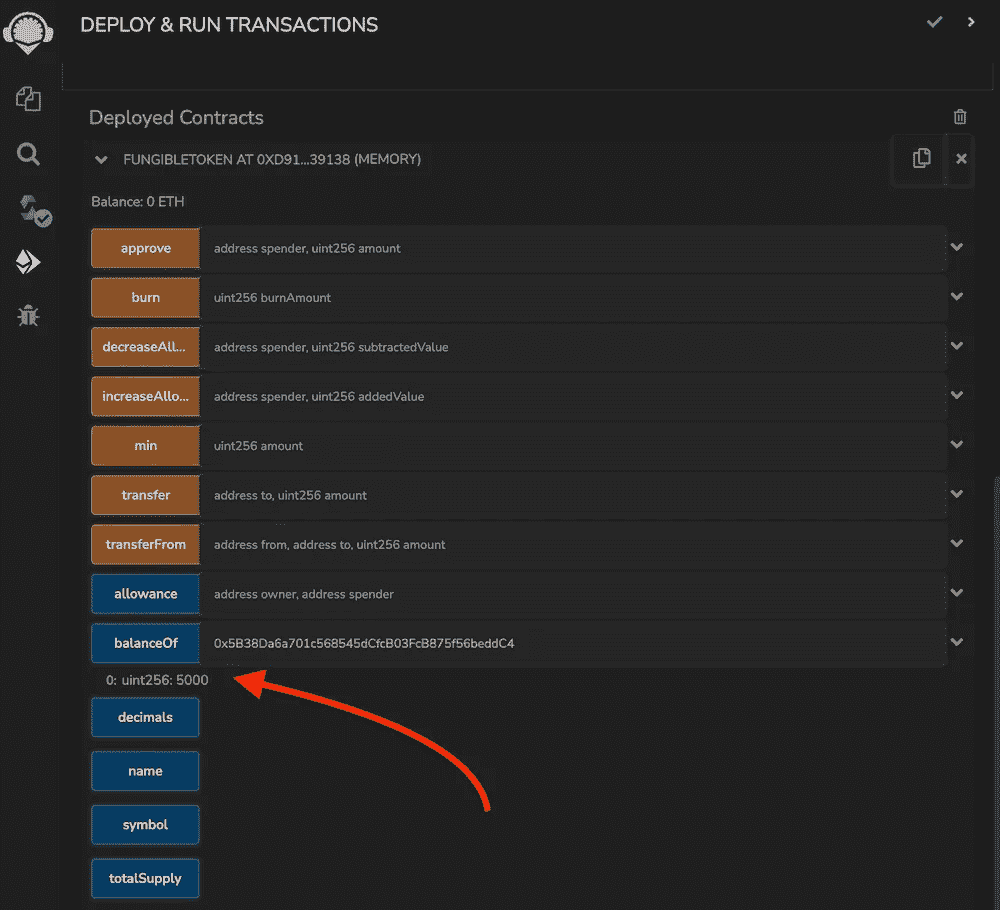 DEPLOY & RUN TRANSACTIONS
Deployed Contracts
FUNGIBLETOKEN AT 0XD91...39138 (MEMORY)
Balance: 0 ETH
approve address spender, uint256 amount
burn uint256 burnAmount
decreaseAll... address spender, uint256 subtractedValue
increaseAllo... address spender, uint256 addedValue
min uint256 amount
transfer address to, uint256 amount
transferFrom address from, address to, uint256 amount
allowance address owner, address spender
balanceOf 0x5B38Da6a701c568545dCfcB03FcB875f56beddC4
0: uint256: 5000
decimals
name
symbol
totalSupply